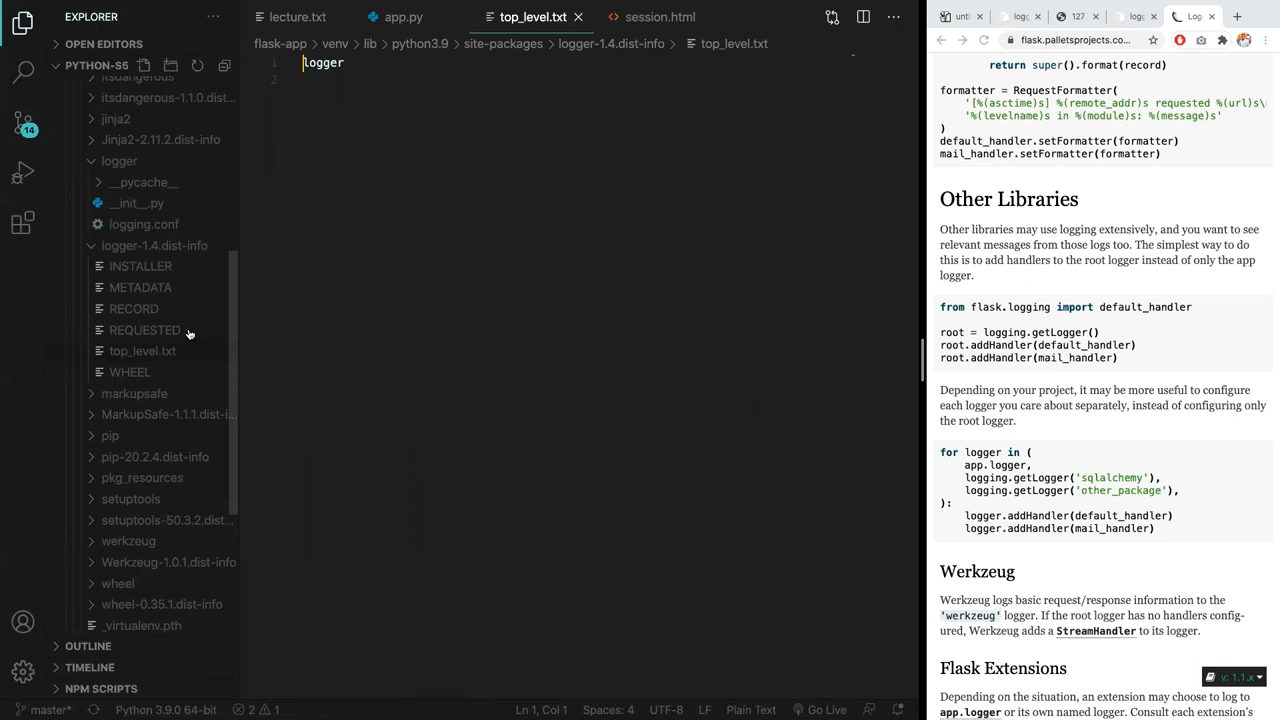 EXPLORER
OPEN EDITORS
PYTHON-S5
itsdangerous
itsdangerous-1.1.0.dist...
jinja2
Jinja2-2.11.2.dist-info
logger
__pycache__
__init__.py
logging.conf
logger-1.4.dist-info
INSTALLER
METADATA
RECORD
REQUESTED
top_level.txt
WHEEL
markupsafe
MarkupSafe-1.1.1.dist-i...
pip
pip-20.2.4.dist-info
pkg_resources
setuptools
setuptools-50.3.2.dist...
werkzeug
Werkzeug-1.0.1.dist-info
wheel
wheel-0.35.1.dist-info
_virtualenv.pth
OUTLINE
TIMELINE
NPM SCRIPTS
14
lecture.txt app.py top_level.txt session.html
flask-app > venv > lib > python3.9 > site-packages > logger-1.4.dist-info > top_level.txt
1 logger
2
master* Python 3.9.0 64-bit 2 1 Ln 1, Col 1 Spaces: 4 UTF-8 LF Plain Text Go Live
unti logg 127 logg Log
flask.palletsprojects.co...
return super().format(record)
formatter = RequestFormatter(
'[%(asctime)s] %(remote_addr)s requested %(url)s\
'%(levelname)s in %(module)s: %(message)s'
)
default_handler.setFormatter(formatter)
mail_handler.setFormatter(formatter)
Other Libraries
Other libraries may use logging extensively, and you want to see
relevant messages from those logs too. The simplest way to do
this is to add handlers to the root logger instead of only the app
logger.
from flask.logging import default_handler
root = logging.getLogger()
root.addHandler(default_handler)
root.addHandler(mail_handler)
Depending on your project, it may be more useful to configure
each logger you care about separately, instead of configuring only
the root logger.
for logger in (
app.logger,
logging.getLogger('sqlalchemy'),
logging.getLogger('other_package'),
):
logger.addHandler(default_handler)
logger.addHandler(mail_handler)
Werkzeug
Werkzeug logs basic request/response information to the
'werkzeug' logger. If the root logger has no handlers config-
ured, Werkzeug adds a StreamHandler to its logger.
Flask Extensions
Depending on the situation, an extension may choose to log to
app.logger or its own named logger. Consult each extension's
v: 1.1.x